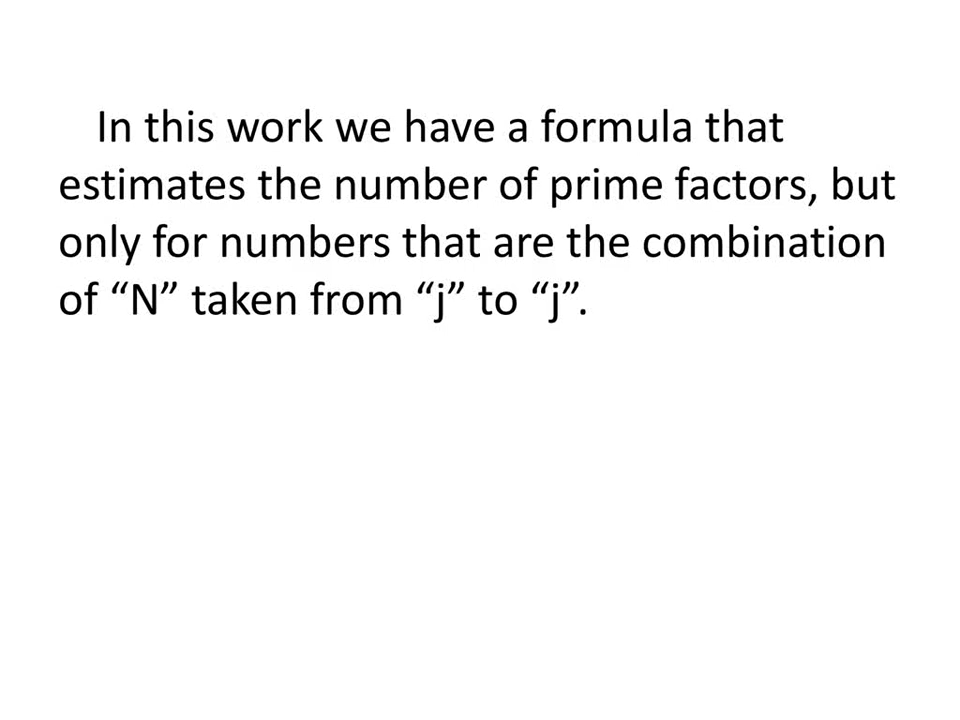 In this work we have a formula that
estimates the number of prime factors, but
only for numbers that are the combination
of “N” taken from “j” to “j”.